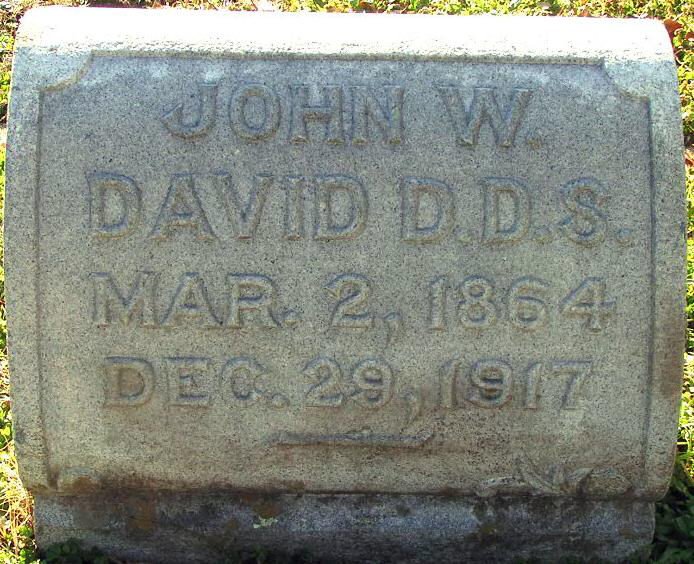 JOHN W.
DAVID D.D.S.
MAR. 2, 1864
DEC. 29, 1917